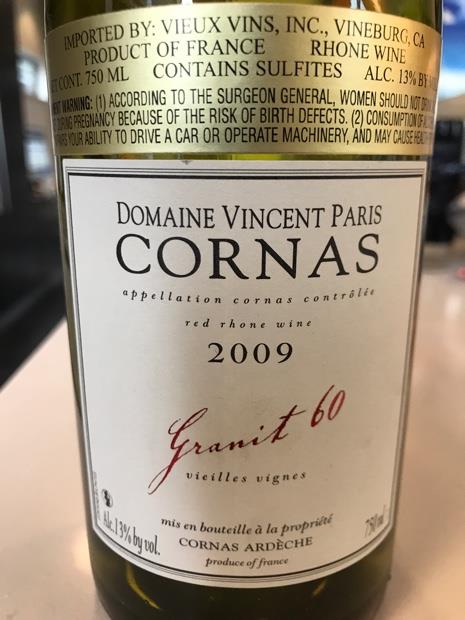 IMPORTED BY: VIEUX VINS, INC., VINEBURG, CA
PRODUCT OF FRANCE RHONE WINE
CONT. 750 ML CONTAINS SULFITES ALC. 13% BY
WARNING: (1) ACCORDING TO THE SURGEON GENERAL, WOMEN SHOULD NOT
DURING PREGNANCY BECAUSE OF THE RISK OF BIRTH DEFECTS. (2) CONSUMPTION OF
YOUR ABILITY TO DRIVE A CAR OR OPERATE MACHINERY, AND MAY CAUSE
DOMAINE VINCENT PARIS
CORNAS
appellation cornas contrôlée
red rhone wine
2009
Granit 60
vieilles vignes
mis en bouteille à la propriété
Alc. 13% by vol. CORNAS ARDÈCHE 750ml
produce of france